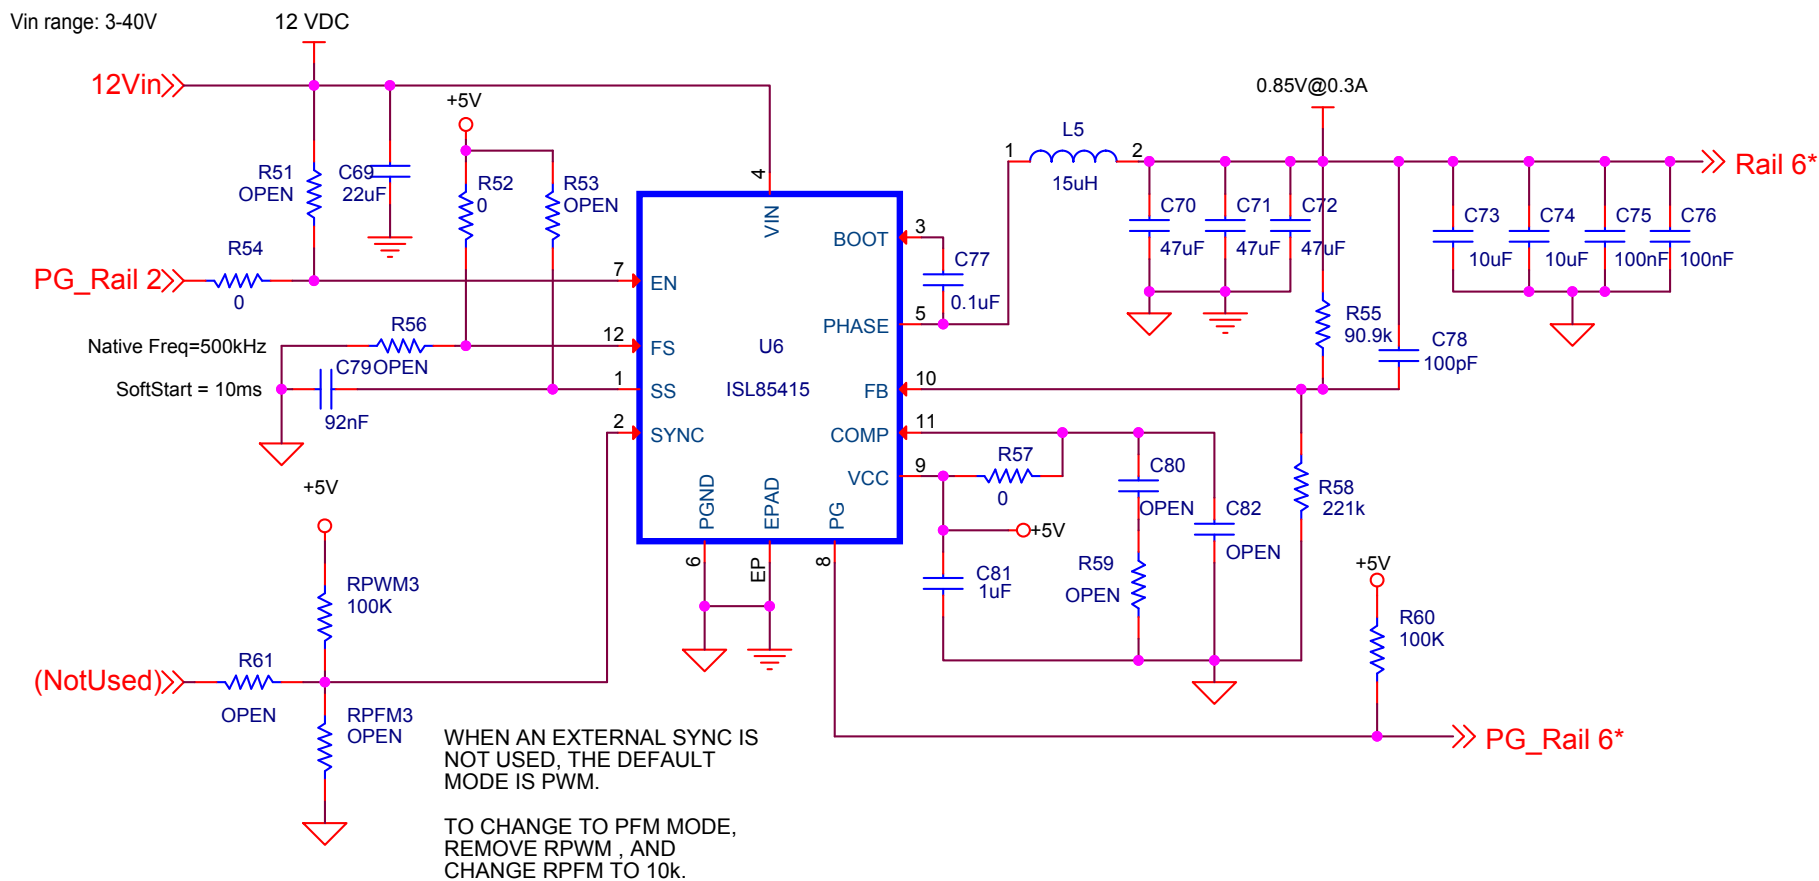 Vin range: 3-40V
12 VDC
12Vin
+5V
0.85V@0.3A
R51
OPEN
C69
22uF
R52
0
R53
OPEN
4
VIN
1
L5
2
15uH
Rail 6*
C70
47uF
C71
47uF
C72
47uF
C73
10uF
C74
10uF
C75
100nF
C76
100nF
R54
0
PG_Rail 2
7
EN
BOOT
3
C77
0.1uF
PHASE
5
R55
90.9k
C78
100pF
Native Freq=500kHz
R56
OPEN
12
FS
U6
ISL85415
SoftStart = 10ms
C79
92nF
1
SS
FB
10
2
SYNC
COMP
11
VCC
9
R57
0
C80
OPEN
C82
OPEN
R58
221k
+5V
PGND
EPAD
PG
6
EP
8
C81
1uF
R59
OPEN
+5V
R60
100K
+5V
RPWM3
100K
(NotUsed)
R61
OPEN
RPFM3
OPEN
PG_Rail 6*
WHEN AN EXTERNAL SYNC IS
NOT USED, THE DEFAULT
MODE IS PWM.
TO CHANGE TO PFM MODE,
REMOVE RPWM , AND
CHANGE RPFM TO 10k.